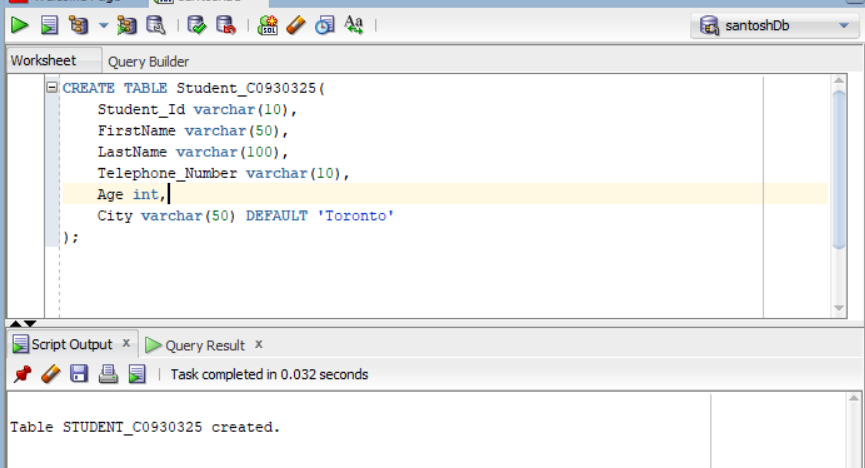 santoshDb
Worksheet Query Builder
CREATE TABLE Student_C0930325(
Student_Id varchar(10),
FirstName varchar(50),
LastName varchar(100),
Telephone_Number varchar(10),
Age int,
City varchar(50) DEFAULT 'Toronto'
);
Script Output x Query Result x
Task completed in 0.032 seconds
Table STUDENT_C0930325 created.